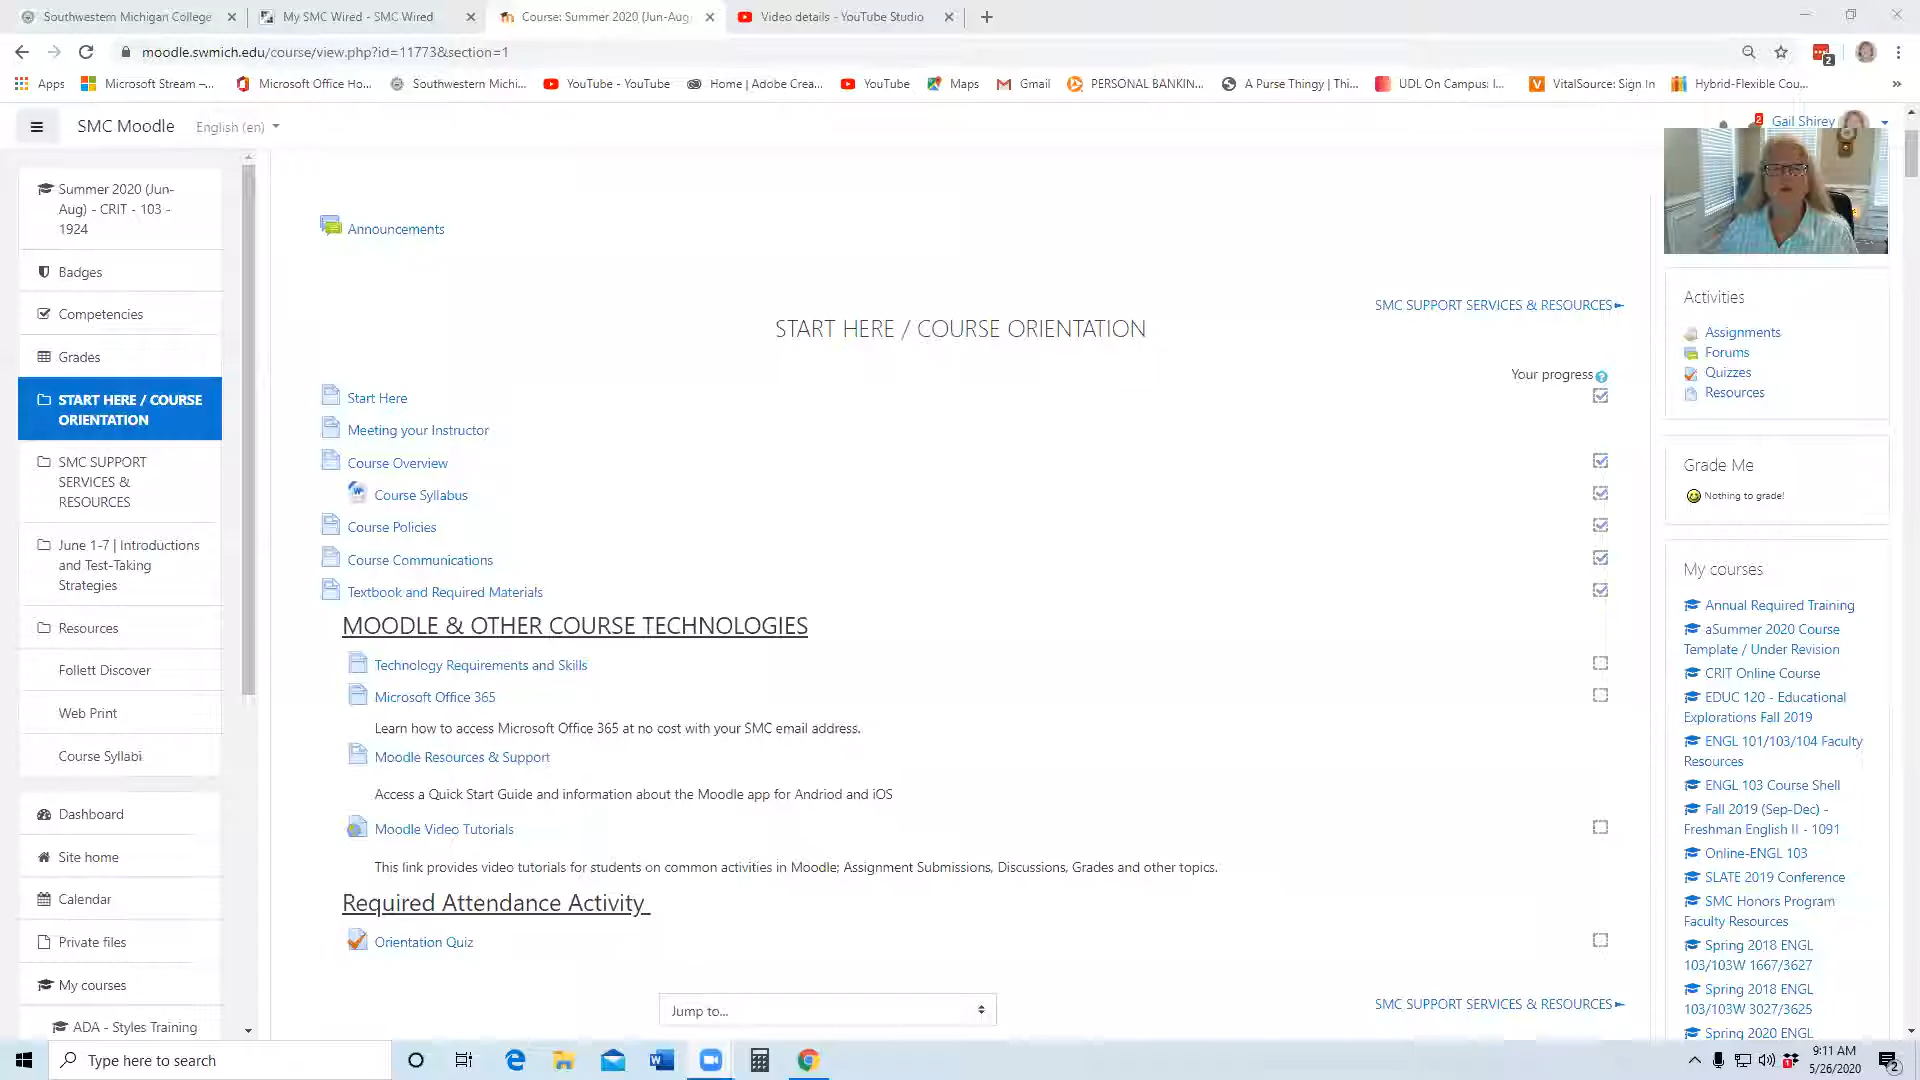 Southwestern Michigan College
My SMC Wired - SMC Wired
Course: Summer 2020 (Jun-Aug
Video details - YouTube Studio
moodle.swmich.edu/course/view.php?id=11773&section=1
2
Apps
Microsoft Stream –...
Microsoft Office Ho...
Southwestern Michi...
YouTube - YouTube
Home | Adobe Crea...
YouTube
Maps
Gmail
PERSONAL BANKIN...
A Purse Thingy | Thi...
UDL On Campus: I...
VitalSource: Sign In
Hybrid-Flexible Cou...
SMC Moodle
English (en)
2
Gail Shirey
Summer 2020 (Jun-
Aug) - CRIT - 103 -
1924
Badges
Competencies
Grades
START HERE / COURSE
ORIENTATION
SMC SUPPORT
SERVICES &
RESOURCES
June 1-7 | Introductions
and Test-Taking
Strategies
Resources
Follett Discover
Web Print
Course Syllabi
Dashboard
Site home
Calendar
Private files
My courses
ADA - Styles Training
Announcements
SMC SUPPORT SERVICES & RESOURCES►
START HERE / COURSE ORIENTATION
Your progress
Start Here
Meeting your Instructor
Course Overview
Course Syllabus
Course Policies
Course Communications
Textbook and Required Materials
MOODLE & OTHER COURSE TECHNOLOGIES
Technology Requirements and Skills
Microsoft Office 365
Learn how to access Microsoft Office 365 at no cost with your SMC email address.
Moodle Resources & Support
Access a Quick Start Guide and information about the Moodle app for Andriod and iOS
Moodle Video Tutorials
This link provides video tutorials for students on common activities in Moodle; Assignment Submissions, Discussions, Grades and other topics.
Required Attendance Activity
Orientation Quiz
Jump to...
SMC SUPPORT SERVICES & RESOURCES►
Activities
Assignments
Forums
Quizzes
Resources
Grade Me
Nothing to grade!
My courses
Annual Required Training
aSummer 2020 Course
Template / Under Revision
CRIT Online Course
EDUC 120 - Educational
Explorations Fall 2019
ENGL 101/103/104 Faculty
Resources
ENGL 103 Course Shell
Fall 2019 (Sep-Dec) -
Freshman English II - 1091
Online-ENGL 103
SLATE 2019 Conference
SMC Honors Program
Faculty Resources
Spring 2018 ENGL
103/103W 1667/3627
Spring 2018 ENGL
103/103W 3027/3625
Spring 2020 ENGL
Type here to search
9:11 AM
5/26/2020
2